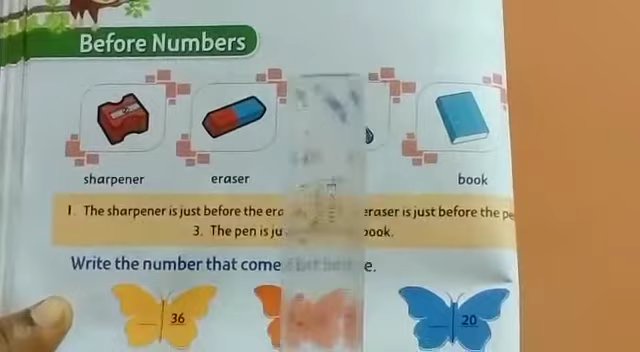 Before Numbers
sharpener eraser book
1. The sharpener is just before the era eraser is just before the pe
3. The pen is ju book.
Write the number that come e.
36 20